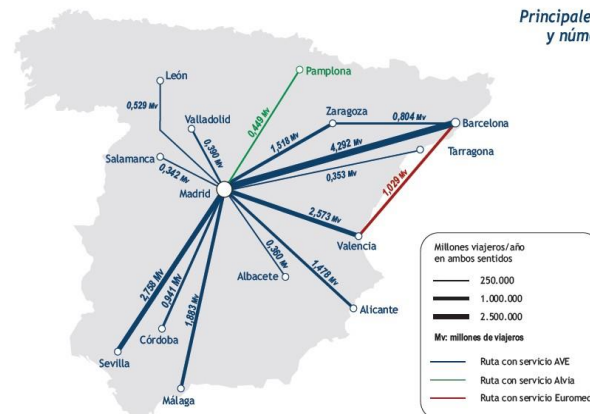 Principale
y núme
León
Pamplona
0,529 Mv
0,449 Mv
Valladolid
Zaragoza
0,804 Mv
Barcelona
0,390 Mv
1,518 Mv
4,292 Mv
Salamanca
0,342 Mv
Tarragona
0,353 Mv
Madrid
1,029 Mv
2,573 Mv
Valencia
0,360 Mv
Albacete
1,478 Mv
Alicante
2,758 Mv
0,941 Mv
1,883 Mv
Córdoba
Sevilla
Málaga
Millones viajeros/año
en ambos sentidos
250.000
1.000.000
2.500.000
Mv: millones de viajeros
Ruta con servicio AVE
Ruta con servicio Alvia
Ruta con servicio Euromed